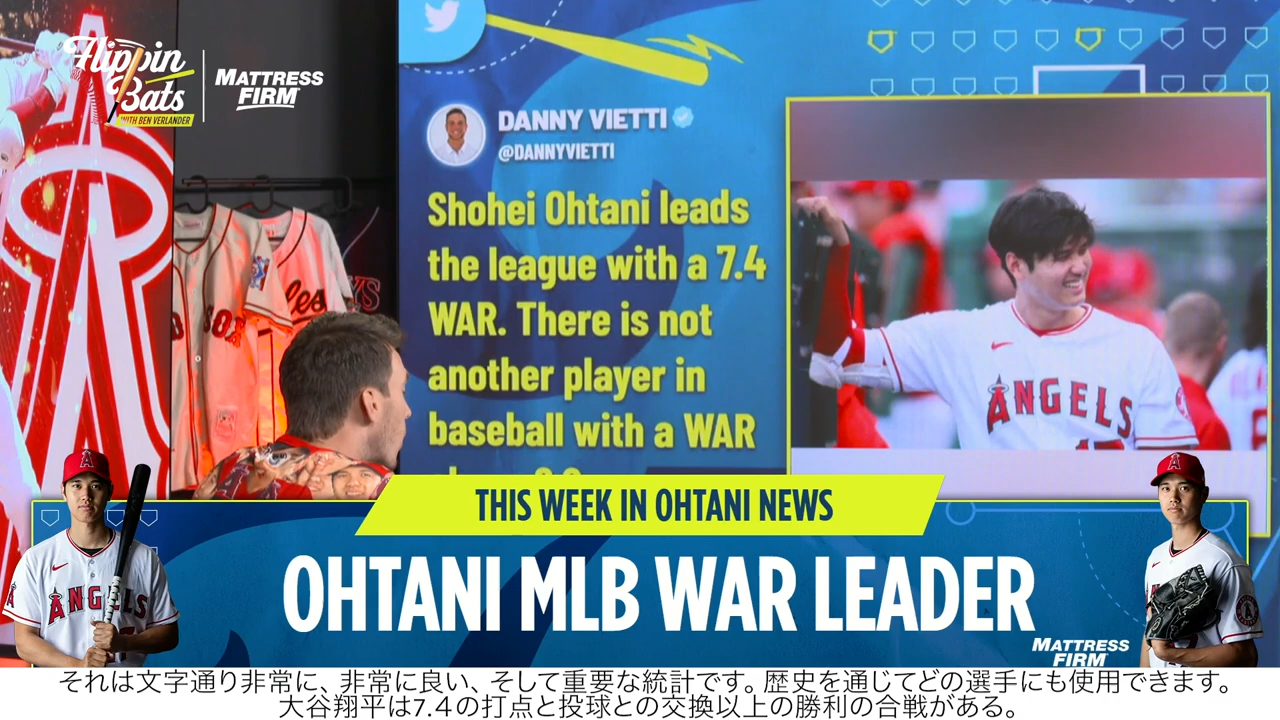 Flippin
Bats
WITH BEN VERLANDER
MATTRESS
FIRM
DANNY VIETTI
@DANNYVIETTI
Shohei Ohtani leads
the league with a 7.4
WAR. There is not
another player in
baseball with a WAR
ANGELS
THIS WEEK IN OHTANI NEWS
OHTANI MLB WAR LEADER
ANGELS
MATTRESS
FIRM
それは文字通り非常に、非常に良い、そして重要な統計です。歴史を通じてどの選手にも使用できます。
大谷翔平は7.4の打点と投球との交換以上の勝利の合戦がある。